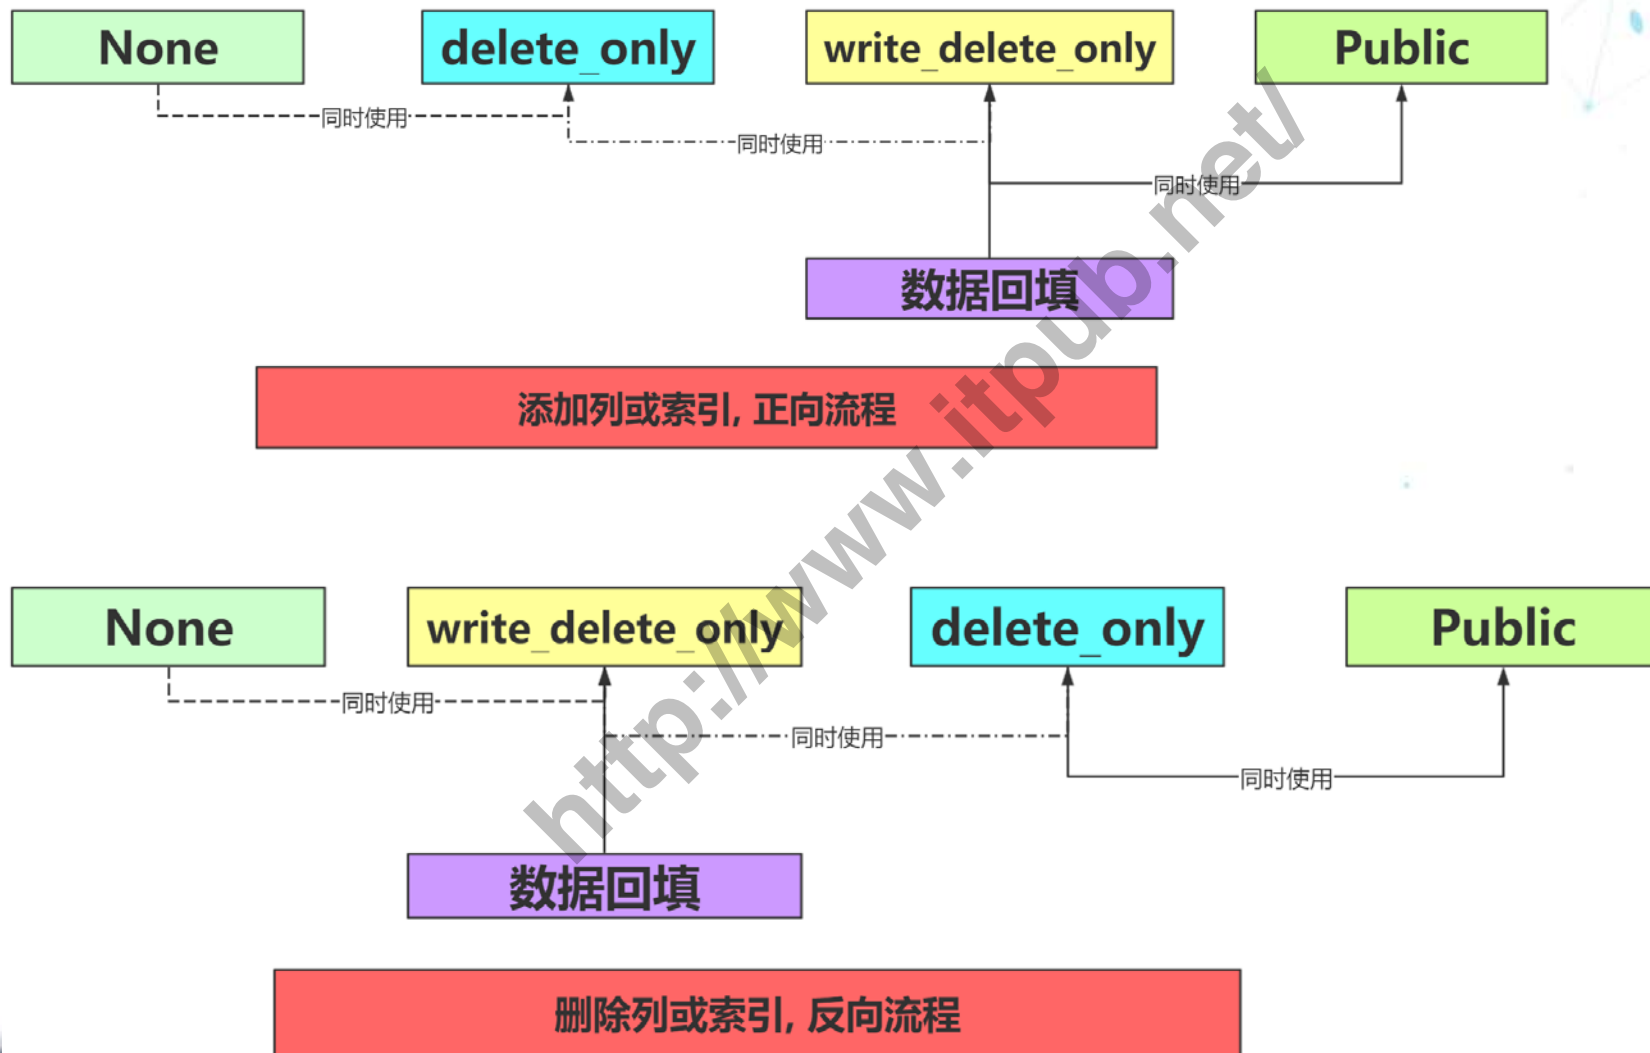 None
delete_only
write_delete_only
Public
同时使用
同时使用
同时使用
数据回填
添加列或索引, 正向流程
None
write_delete_only
delete_only
Public
同时使用
同时使用
同时使用
数据回填
删除列或索引, 反向流程
http://www.itpub.net/